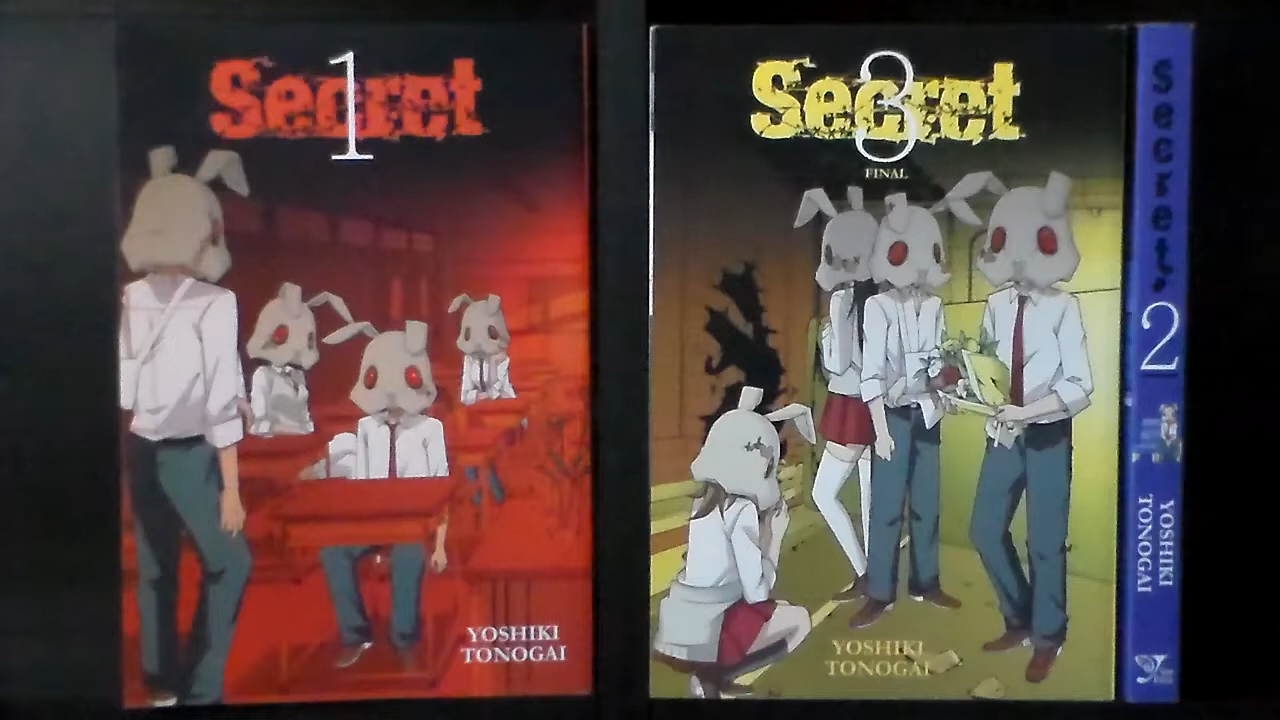 Secret
1
YOSHIKI
TONOGAI
Secret
3
FINAL
YOSHIKI
TONOGAI
Secret.
2
YOSHIKI
TONOGAI